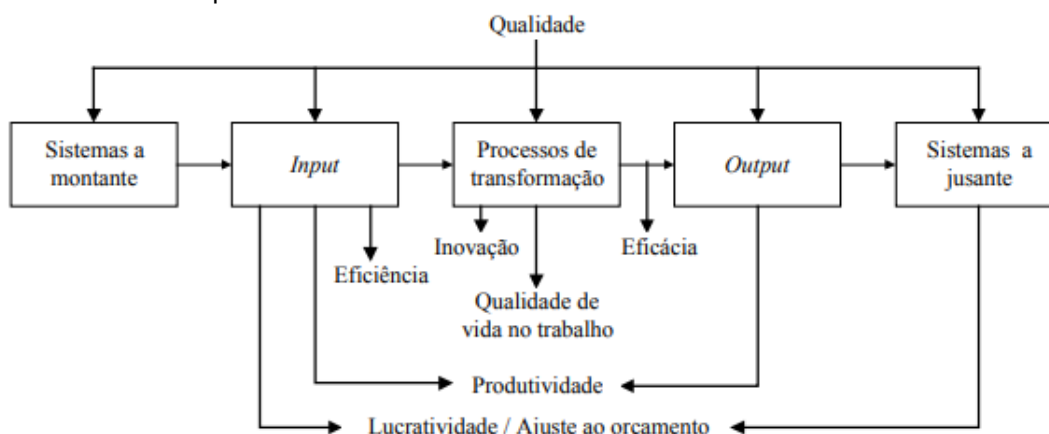 Qualidade
Sistemas a
montante
Input
Processos de
transformação
Output
Sistemas a
jusante
Inovação
Eficácia
Eficiência
Qualidade de
vida no trabalho
Produtividade
Lucratividade / Ajuste ao orçamento